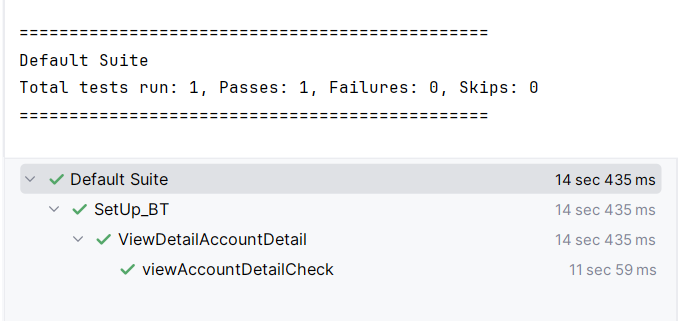 ===============================================
Default Suite
Total tests run: 1, Passes: 1, Failures: 0, Skips: 0
===============================================
Default Suite 14 sec 435 ms
SetUp_BT 14 sec 435 ms
ViewDetailAccountDetail 14 sec 435 ms
viewAccountDetailCheck 11 sec 59 ms